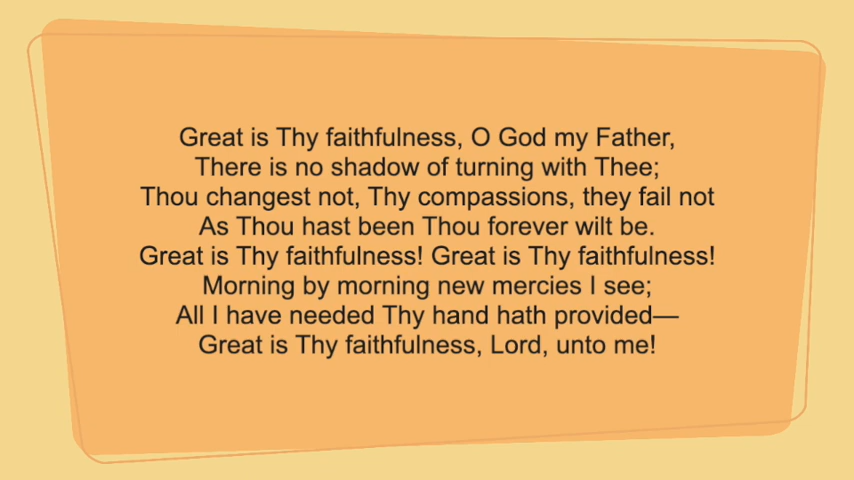 Great is Thy faithfulness, O God my Father,
There is no shadow of turning with Thee;
Thou changest not, Thy compassions, they fail not
As Thou hast been Thou forever wilt be.
Great is Thy faithfulness! Great is Thy faithfulness!
Morning by morning new mercies I see;
All I have needed Thy hand hath provided—
Great is Thy faithfulness, Lord, unto me!